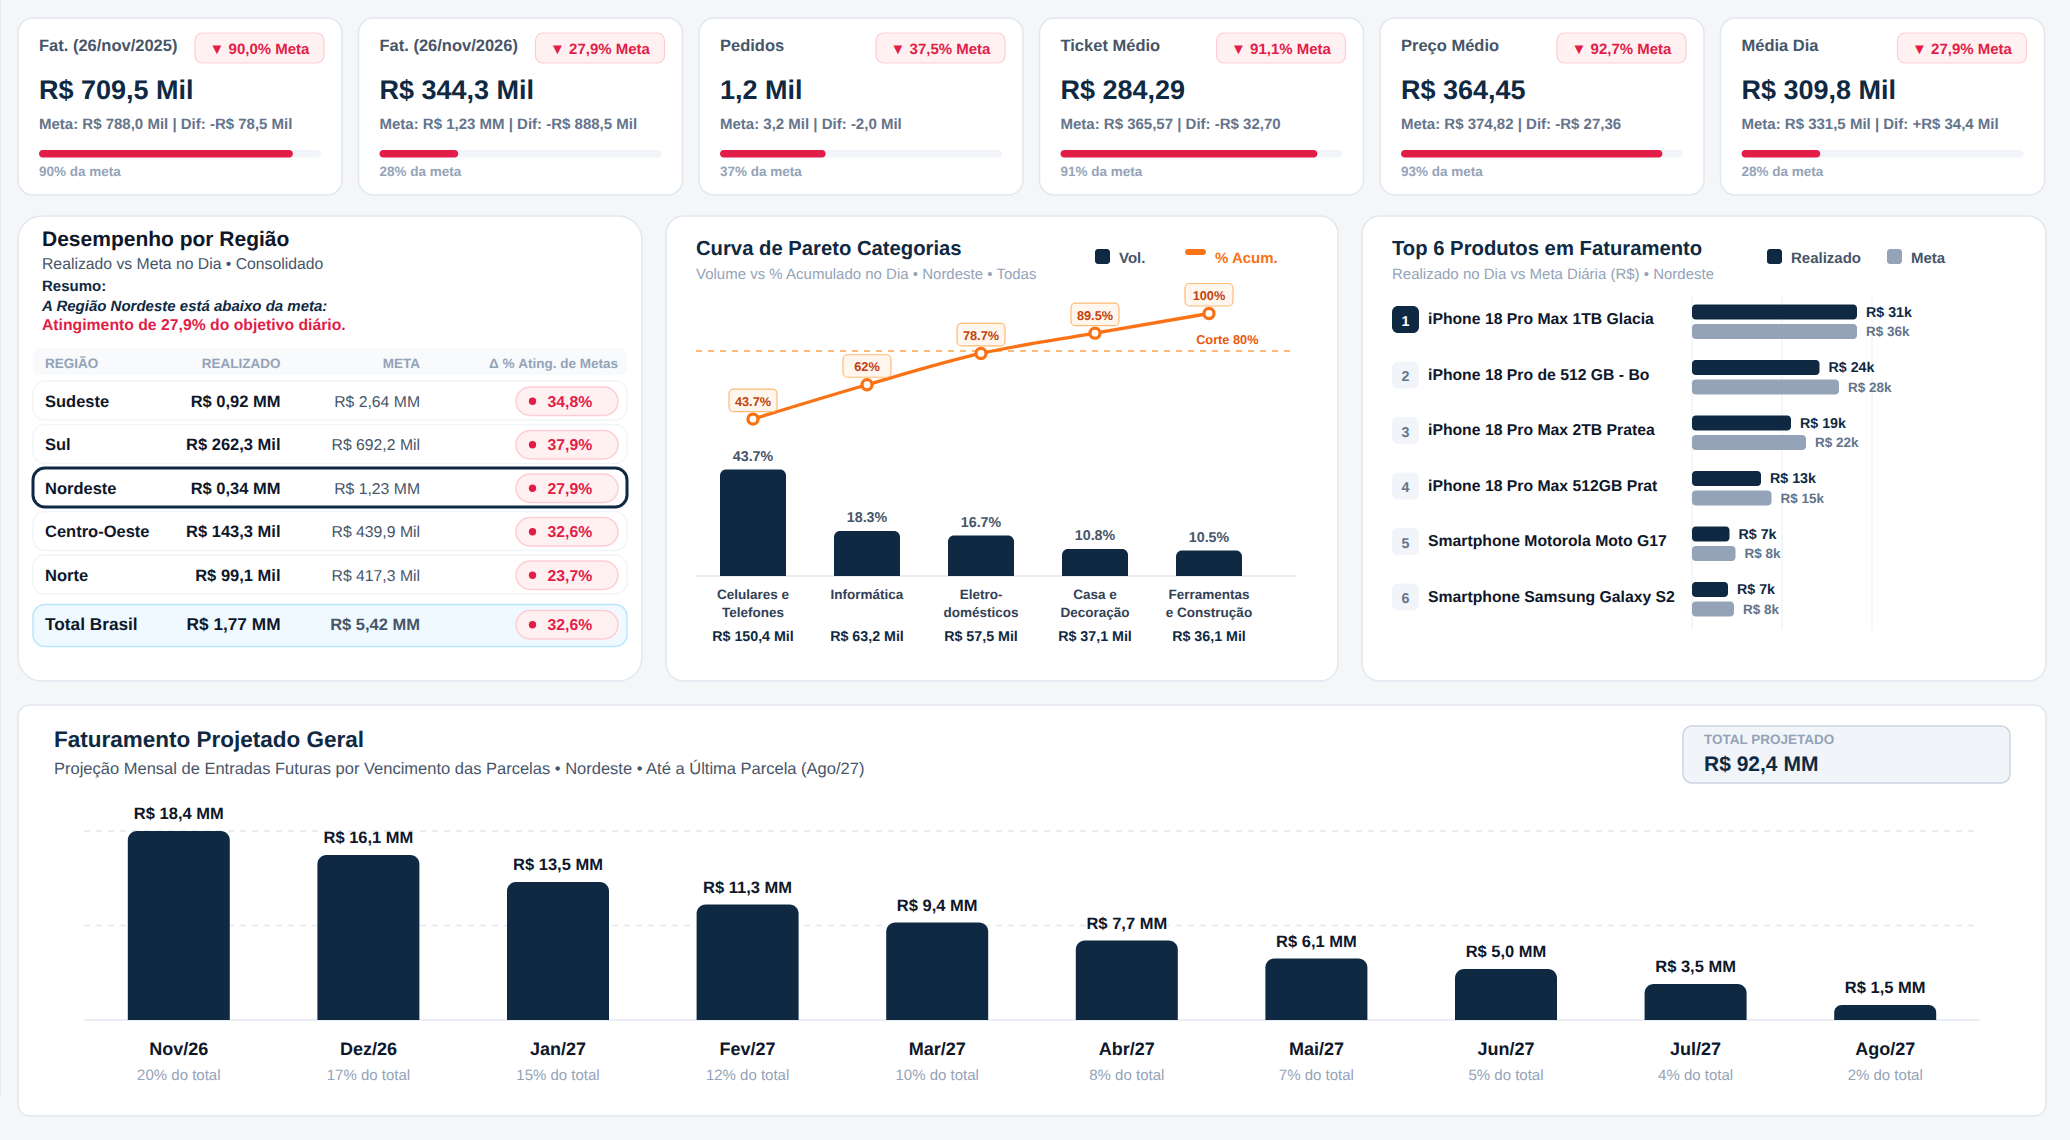 Fat. (26/nov/2025)
▼ 90,0% Meta
R$ 709,5 Mil
Meta: R$ 788,0 Mil | Dif: -R$ 78,5 Mil
90% da meta
Fat. (26/nov/2026)
▼ 27,9% Meta
R$ 344,3 Mil
Meta: R$ 1,23 MM | Dif: -R$ 888,5 Mil
28% da meta
Pedidos
▼ 37,5% Meta
1,2 Mil
Meta: 3,2 Mil | Dif: -2,0 Mil
37% da meta
Ticket Médio
▼ 91,1% Meta
R$ 284,29
Meta: R$ 365,57 | Dif: -R$ 32,70
91% da meta
Preço Médio
▼ 92,7% Meta
R$ 364,45
Meta: R$ 374,82 | Dif: -R$ 27,36
93% da meta
Média Dia
▼ 27,9% Meta
R$ 309,8 Mil
Meta: R$ 331,5 Mil | Dif: +R$ 34,4 Mil
28% da meta
Desempenho por Região
Realizado vs Meta no Dia • Consolidado
Resumo:
A Região Nordeste está abaixo da meta:
Atingimento de 27,9% do objetivo diário.
REGIÃO REALIZADO META Δ % Ating. de Metas
Sudeste R$ 0,92 MM R$ 2,64 MM 34,8%
Sul R$ 262,3 Mil R$ 692,2 Mil 37,9%
Nordeste R$ 0,34 MM R$ 1,23 MM 27,9%
Centro-Oeste R$ 143,3 Mil R$ 439,9 Mil 32,6%
Norte R$ 99,1 Mil R$ 417,3 Mil 23,7%
Total Brasil R$ 1,77 MM R$ 5,42 MM 32,6%
Curva de Pareto Categorias
Volume vs % Acumulado no Dia • Nordeste • Todas
Vol. % Acum.
100%
89.5%
78.7%
Corte 80%
62%
43.7%
43.7%
18.3%
16.7%
10.8%
10.5%
Celulares e
Telefones
R$ 150,4 Mil
Informática
R$ 63,2 Mil
Eletro-
domésticos
R$ 57,5 Mil
Casa e
Decoração
R$ 37,1 Mil
Ferramentas
e Construção
R$ 36,1 Mil
Top 6 Produtos em Faturamento
Realizado no Dia vs Meta Diária (R$) • Nordeste
Realizado Meta
1 iPhone 18 Pro Max 1TB Glacia R$ 31k
R$ 36k
2 iPhone 18 Pro de 512 GB - Bo R$ 24k
R$ 28k
3 iPhone 18 Pro Max 2TB Pratea R$ 19k
R$ 22k
4 iPhone 18 Pro Max 512GB Prat R$ 13k
R$ 15k
5 Smartphone Motorola Moto G17 R$ 7k
R$ 8k
6 Smartphone Samsung Galaxy S2 R$ 7k
R$ 8k
Faturamento Projetado Geral
Projeção Mensal de Entradas Futuras por Vencimento das Parcelas • Nordeste • Até a Última Parcela (Ago/27)
TOTAL PROJETADO
R$ 92,4 MM
R$ 18,4 MM
R$ 16,1 MM
R$ 13,5 MM
R$ 11,3 MM
R$ 9,4 MM
R$ 7,7 MM
R$ 6,1 MM
R$ 5,0 MM
R$ 3,5 MM
R$ 1,5 MM
Nov/26 Dez/26 Jan/27 Fev/27 Mar/27 Abr/27 Mai/27 Jun/27 Jul/27 Ago/27
20% do total 17% do total 15% do total 12% do total 10% do total 8% do total 7% do total 5% do total 4% do total 2% do total